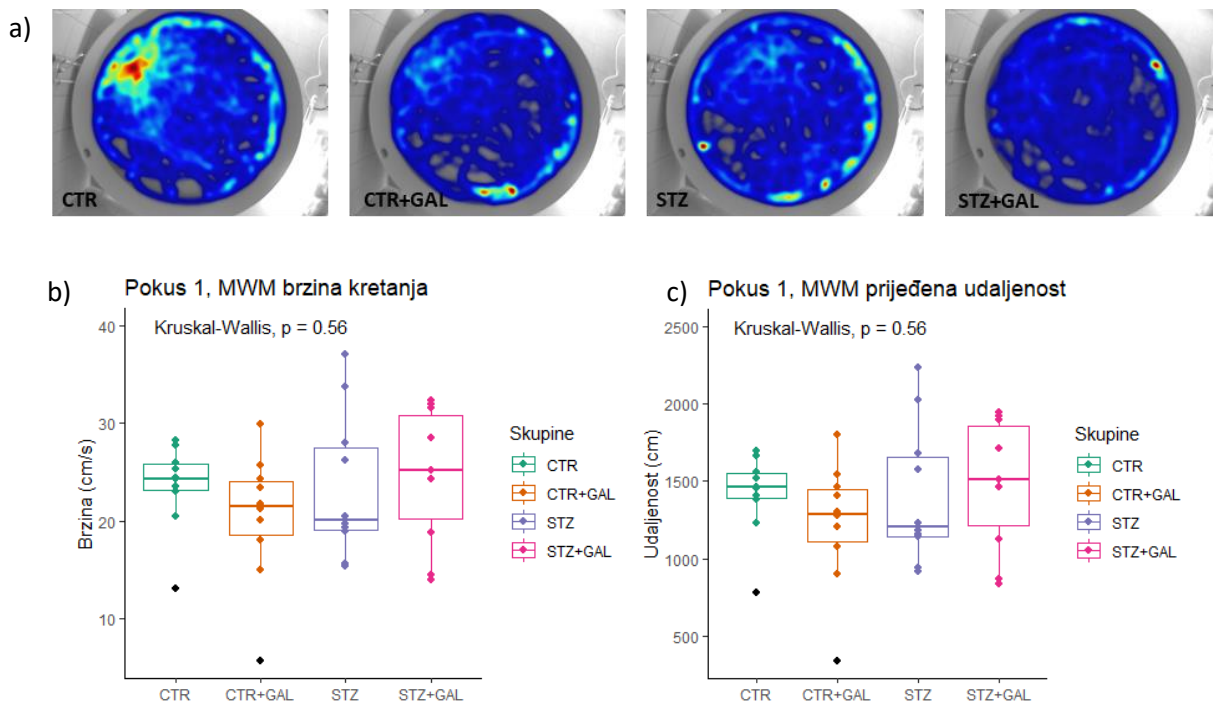 a)
CTR
CTR+GAL
STZ
STZ+GAL
b)
Pokus 1, MWM brzina kretanja
Kruskal-Wallis, p = 0.56
Brzina (cm/s)
40
30
20
10
CTR
CTR+GAL
STZ
STZ+GAL
Skupine
CTR
CTR+GAL
STZ
STZ+GAL
c)
Pokus 1, MWM prijeđena udaljenost
Kruskal-Wallis, p = 0.56
Udaljenost (cm)
2500
2000
1500
1000
500
CTR
CTR+GAL
STZ
STZ+GAL
Skupine
CTR
CTR+GAL
STZ
STZ+GAL